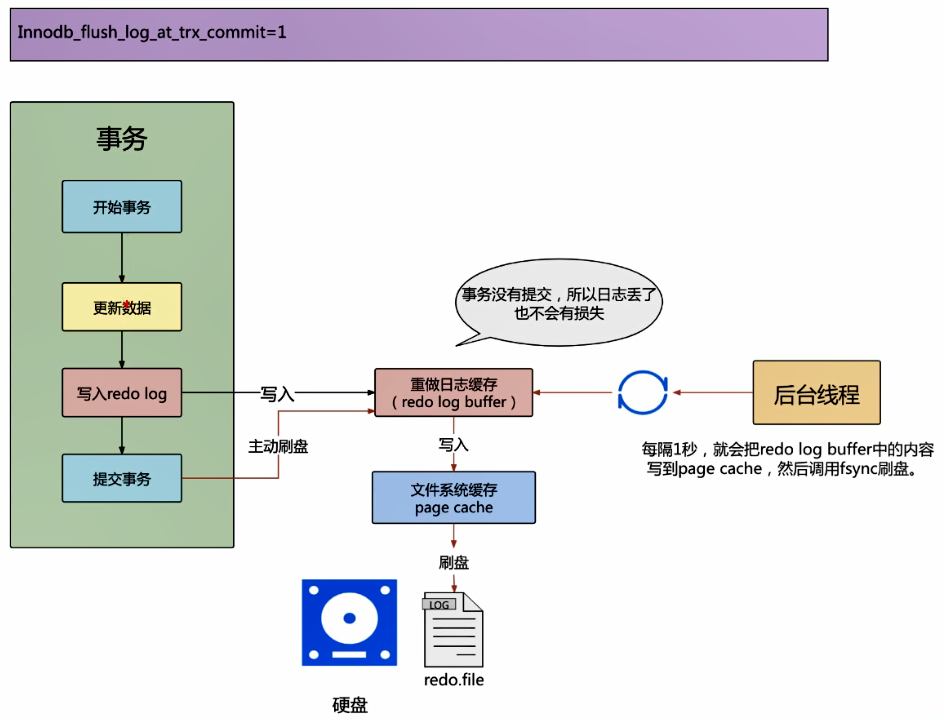 Innodb_flush_log_at_trx_commit=1
事务
开始事务
更新数据
写入redo log
提交事务
写入
主动刷盘
事务没有提交，所以日志丢了
也不会有损失
重做日志缓存
（redo log buffer）
写入
文件系统缓存
page cache
刷盘
LOG
redo.file
硬盘
后台线程
每隔1秒，就会把redo log buffer中的内容
写到page cache，然后调用fsync刷盘。